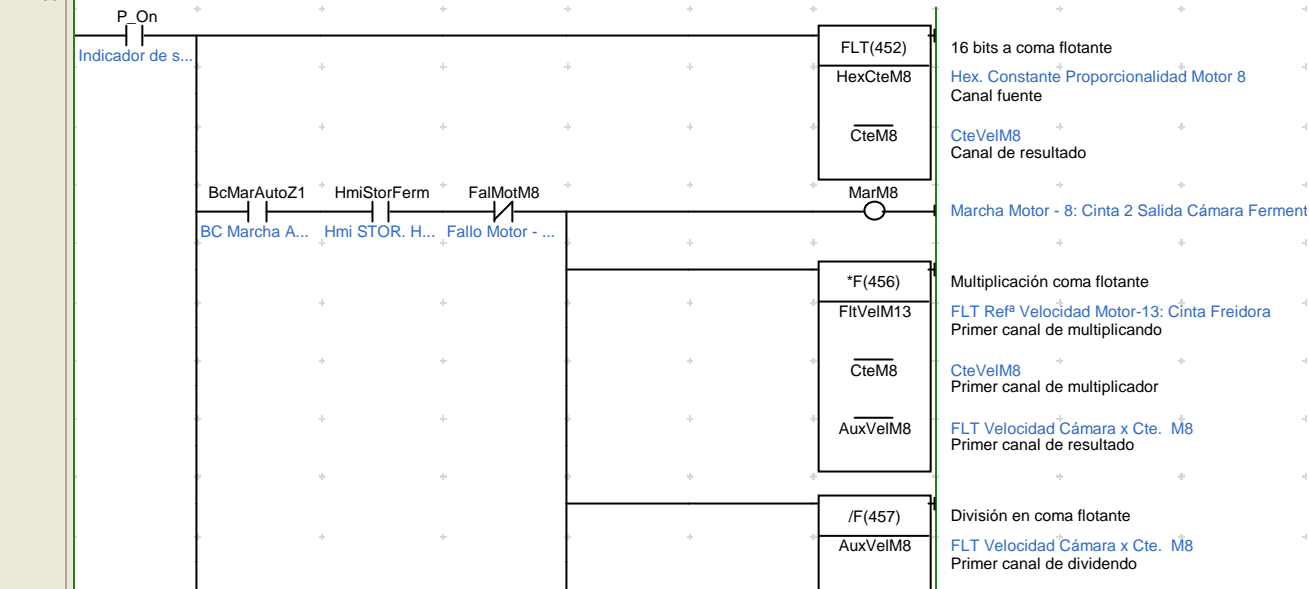 P_On
Indicador de s...
FLT(452)
16 bits a coma flotante
HexCteM8
Hex. Constante Proporcionalidad Motor 8
Canal fuente
CteM8
CteVelM8
Canal de resultado
BcMarAutoZ1
HmiStorFerm
FalMotM8
MarM8
BC Marcha A...
Hmi STOR. H...
Fallo Motor - ...
Marcha Motor - 8: Cinta 2 Salida Cámara Ferment
*F(456)
Multiplicación coma flotante
FltVelM13
FLT Refª Velocidad Motor-13: Cinta Freidora
Primer canal de multiplicando
CteM8
CteVelM8
Primer canal de multiplicador
AuxVelM8
FLT Velocidad Cámara x Cte.  M8
Primer canal de resultado
/F(457)
División en coma flotante
AuxVelM8
FLT Velocidad Cámara x Cte.  M8
Primer canal de dividendo